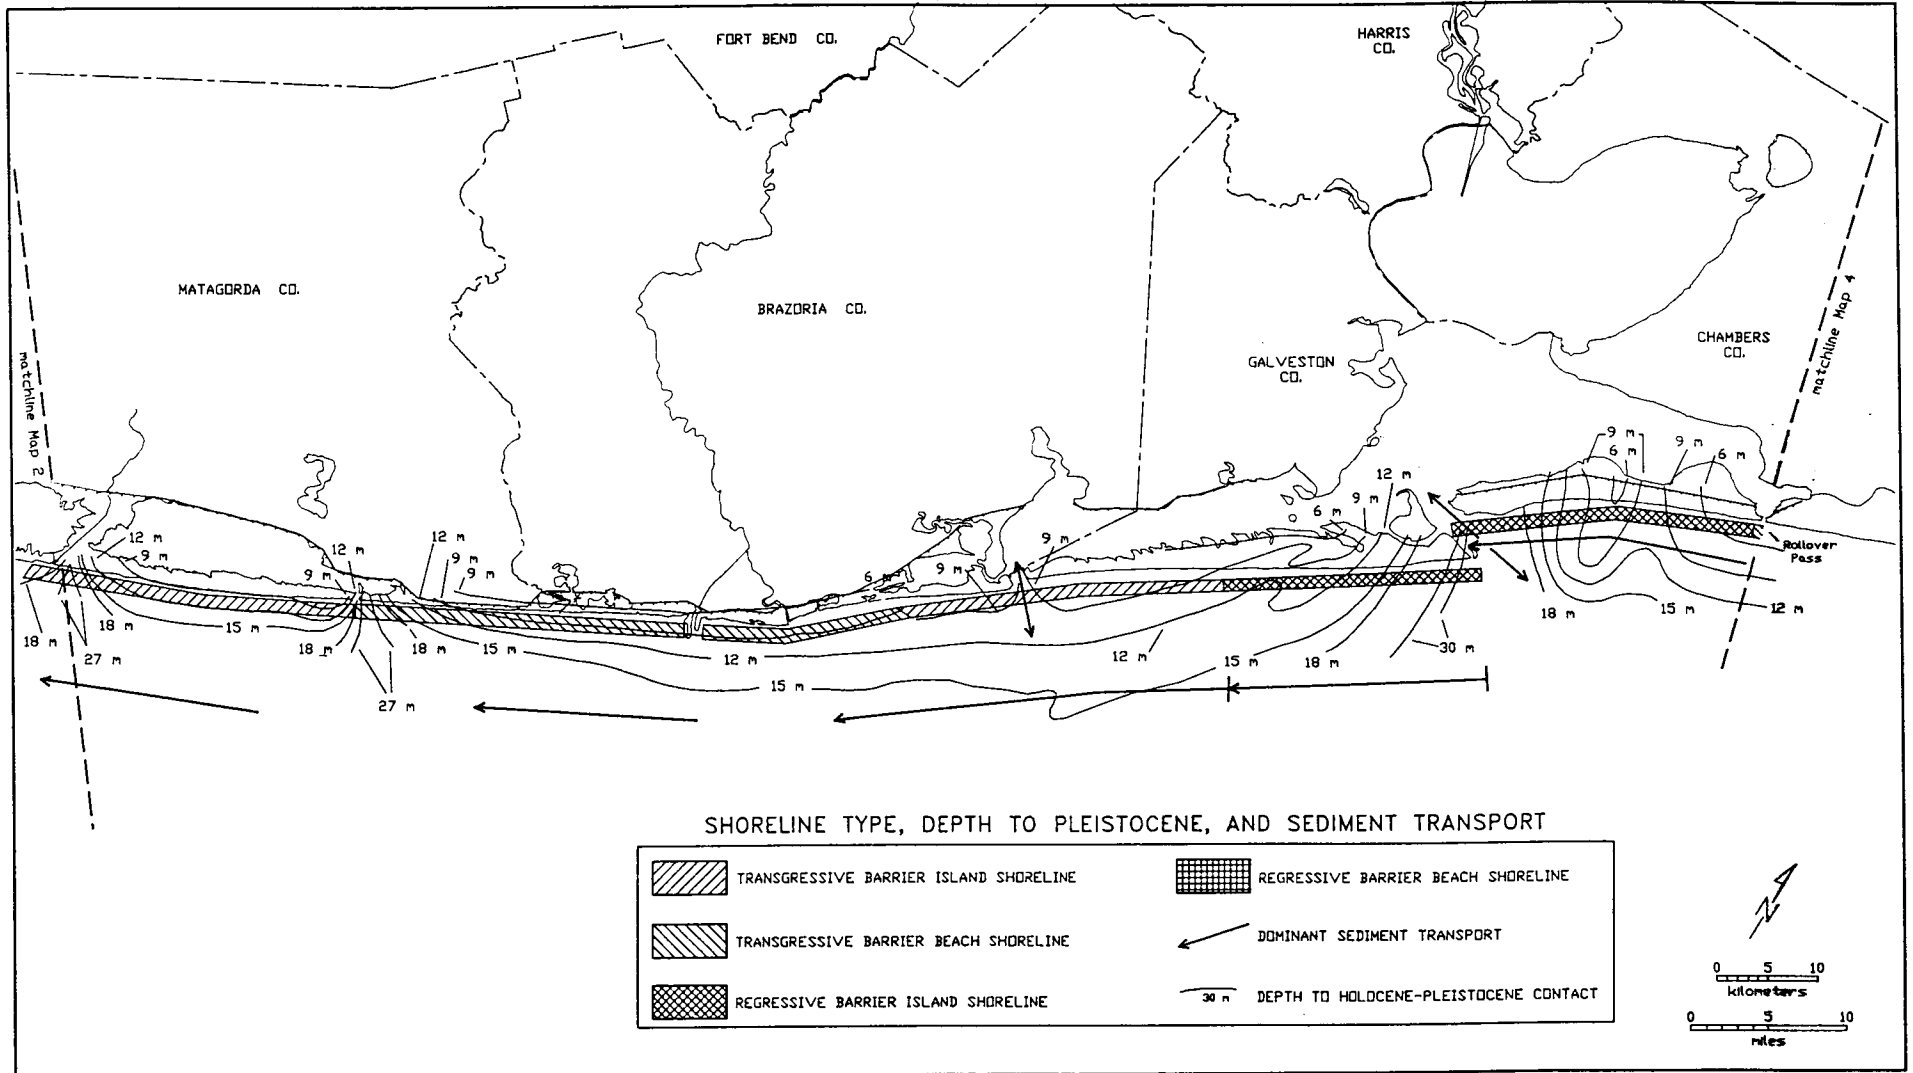 FORT BEND CO.
HARRIS
CO.
MATAGORDA CO.
BRAZORIA CO.
GALVESTON
CO.
CHAMBERS
CO.
matchline Map 2
matchline Map 4
9 m
6 m
9 m
6 m
12 m
9 m
6 m
Rollover
Pass
12 m
9 m
12 m
9 m
12 m
9 m
9 m
6 m
9 m
9 m
18 m
18 m
27 m
15 m
18 m
18 m
15 m
27 m
12 m
15 m
12 m
15 m
18 m
30 m
18 m
15 m
12 m
SHORELINE TYPE, DEPTH TO PLEISTOCENE, AND SEDIMENT TRANSPORT
TRANSGRESSIVE BARRIER ISLAND SHORELINE
TRANSGRESSIVE BARRIER BEACH SHORELINE
REGRESSIVE BARRIER ISLAND SHORELINE
REGRESSIVE BARRIER BEACH SHORELINE
DOMINANT SEDIMENT TRANSPORT
30 m DEPTH TO HOLOCENE-PLEISTOCENE CONTACT
N
0 5 10
kilometers
0 5 10
miles